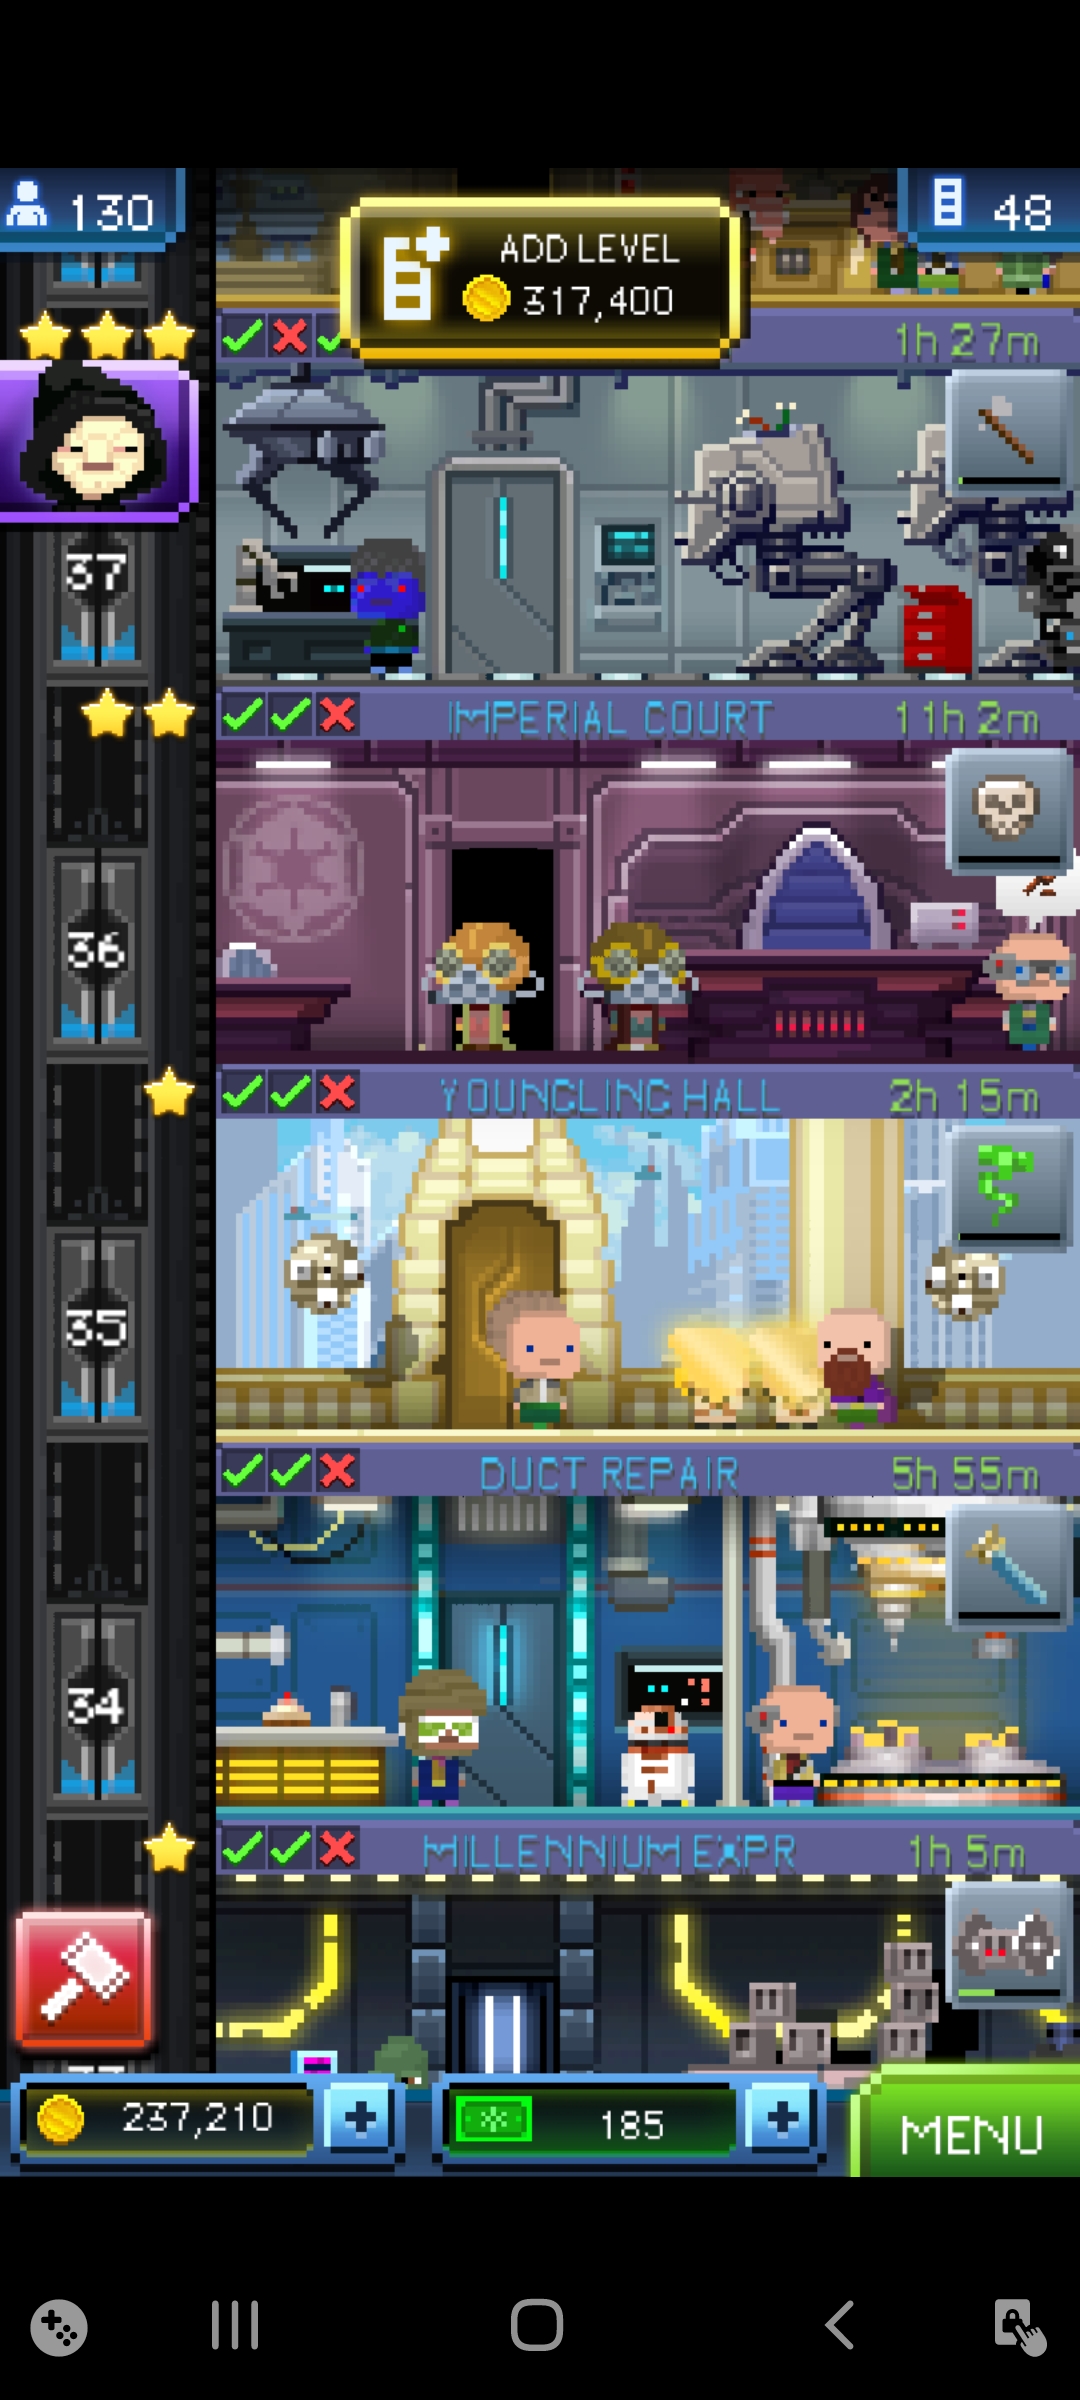 130
48
ADD LEVEL
317,400
1h 27m
37
IMPERIAL COURT
11h 2m
36
YOUNGLING HALL
2h 15m
35
DUCT REPAIR
5h 55m
34
MILLENNIUM EXPR
1h 5m
237,210
185
MENU